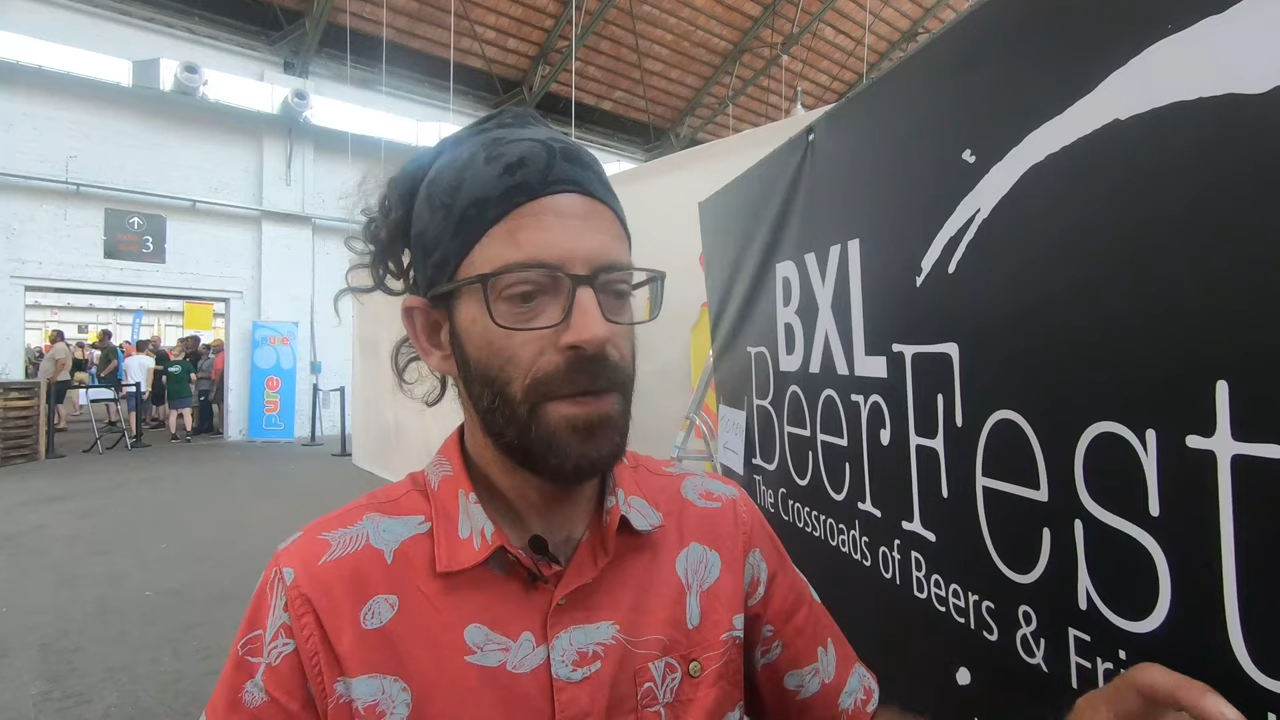 3
pure
pure
BXL
BeerFest
The Crossroads of Beers & Fri